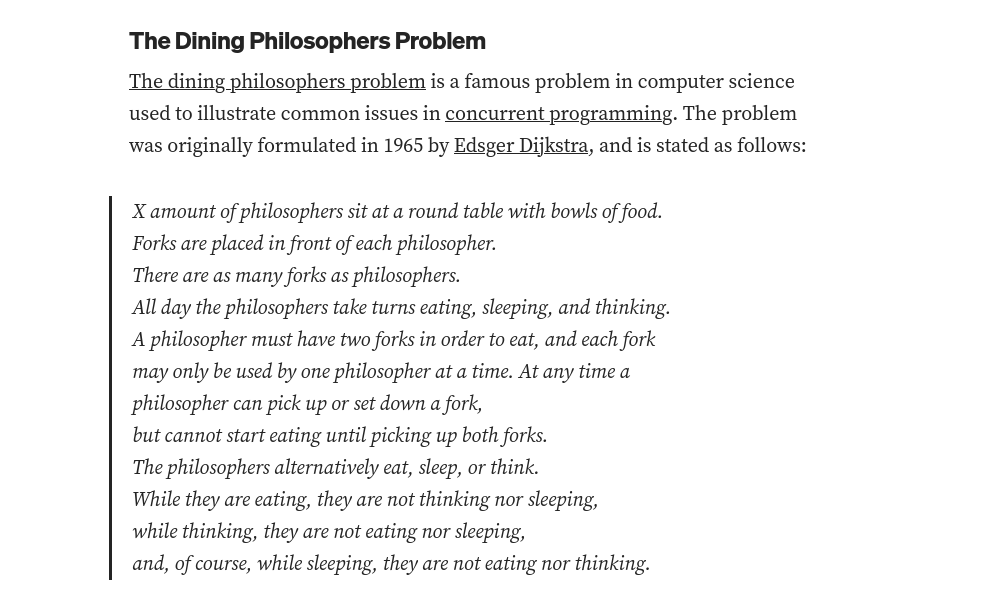 The Dining Philosophers Problem
The dining philosophers problem is a famous problem in computer science
used to illustrate common issues in concurrent programming. The problem
was originally formulated in 1965 by Edsger Dijkstra, and is stated as follows:
X amount of philosophers sit at a round table with bowls of food.
Forks are placed in front of each philosopher.
There are as many forks as philosophers.
All day the philosophers take turns eating, sleeping, and thinking.
A philosopher must have two forks in order to eat, and each fork
may only be used by one philosopher at a time. At any time a
philosopher can pick up or set down a fork,
but cannot start eating until picking up both forks.
The philosophers alternatively eat, sleep, or think.
While they are eating, they are not thinking nor sleeping,
while thinking, they are not eating nor sleeping,
and, of course, while sleeping, they are not eating nor thinking.